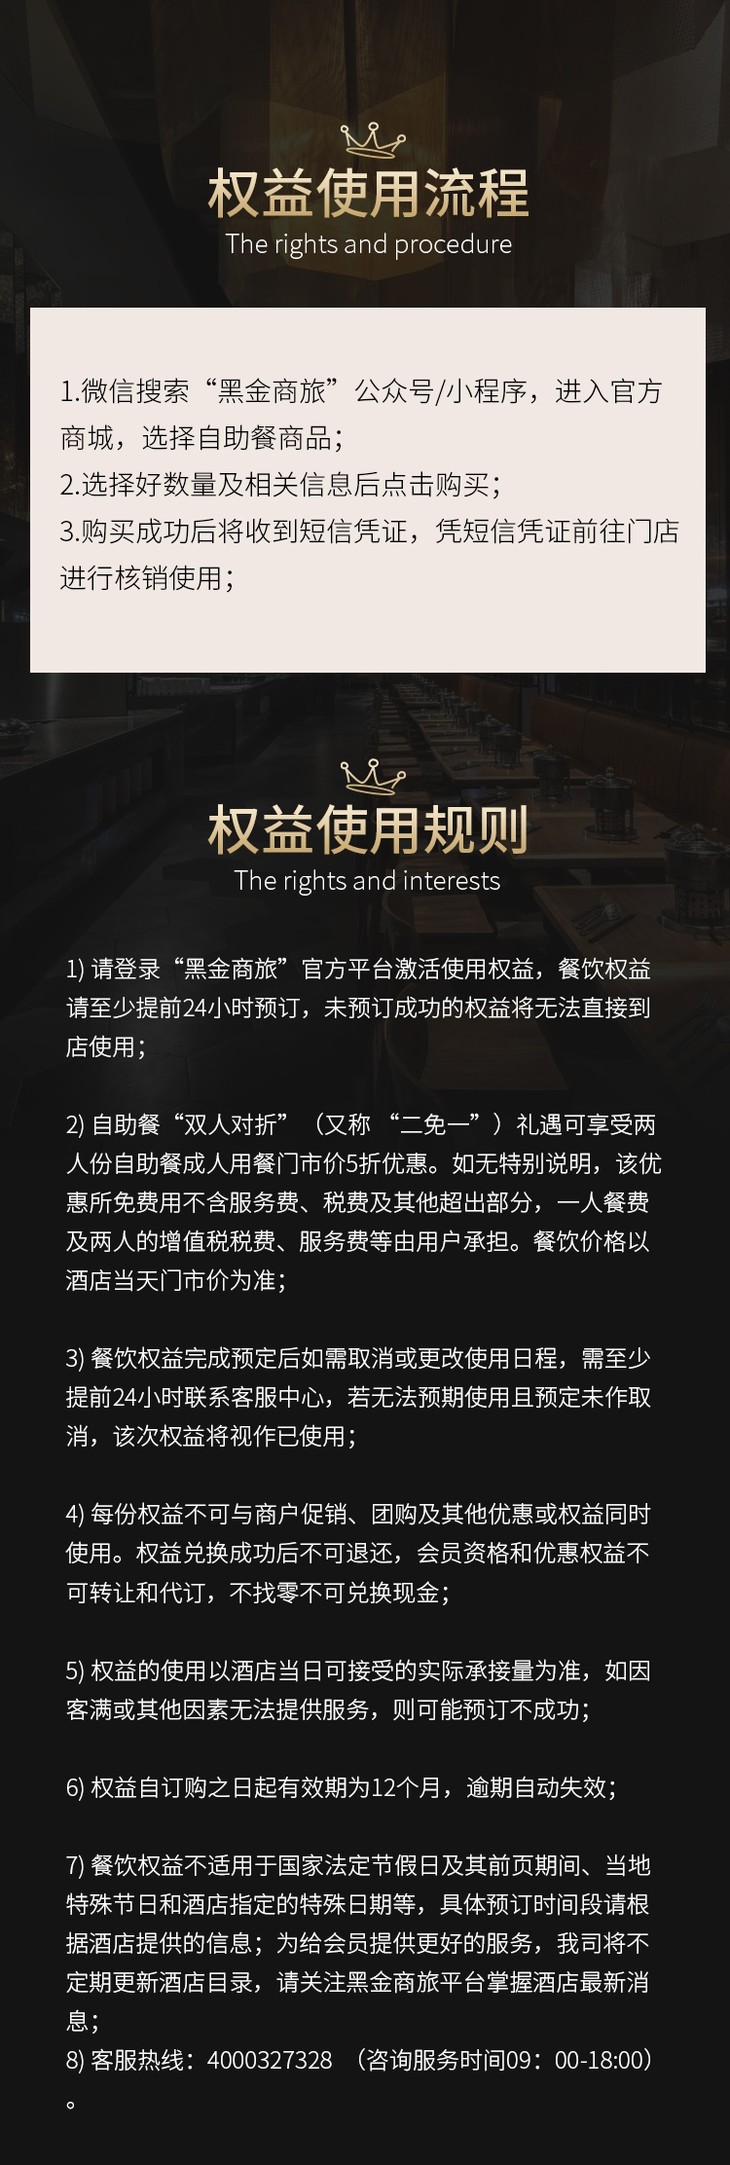 权益使用流程
The rights and procedure
1.微信搜索“黑金商旅”公众号/小程序，进入官方
商城，选择自助餐商品；
2.选择好数量及相关信息后点击购买；
3.购买成功后将收到短信凭证，凭短信凭证前往门店
进行核销使用；
权益使用规则
The rights and interests
1) 请登录“黑金商旅”官方平台激活使用权益，餐饮权益
请至少提前24小时预订，未预订成功的权益将无法直接到
店使用；
2) 自助餐“双人对折”（又称 “二免一”）礼遇可享受两
人份自助餐成人用餐门市价5折优惠。如无特别说明，该优
惠所免费用不含服务费、税费及其他超出部分，一人餐费
及两人的增值税税费、服务费等由用户承担。餐饮价格以
酒店当天门市价为准；
3) 餐饮权益完成预定后如需取消或更改使用日程，需至少
提前24小时联系客服中心，若无法预期使用且预定未作取
消，该次权益将视作已使用；
4) 每份权益不可与商户促销、团购及其他优惠或权益同时
使用。权益兑换成功后不可退还，会员资格和优惠权益不
可转让和代订，不找零不可兑换现金；
5) 权益的使用以酒店当日可接受的实际承接量为准，如因
客满或其他因素无法提供服务，则可能预订不成功；
6) 权益自订购之日起有效期为12个月，逾期自动失效；
7) 餐饮权益不适用于国家法定节假日及其前页期间、当地
特殊节日和酒店指定的特殊日期等，具体预订时间段请根
据酒店提供的信息；为给会员提供更好的服务，我司将不
定期更新酒店目录，请关注黑金商旅平台掌握酒店最新消
息；
8) 客服热线：4000327328 （咨询服务时间09：00-18:00）
。